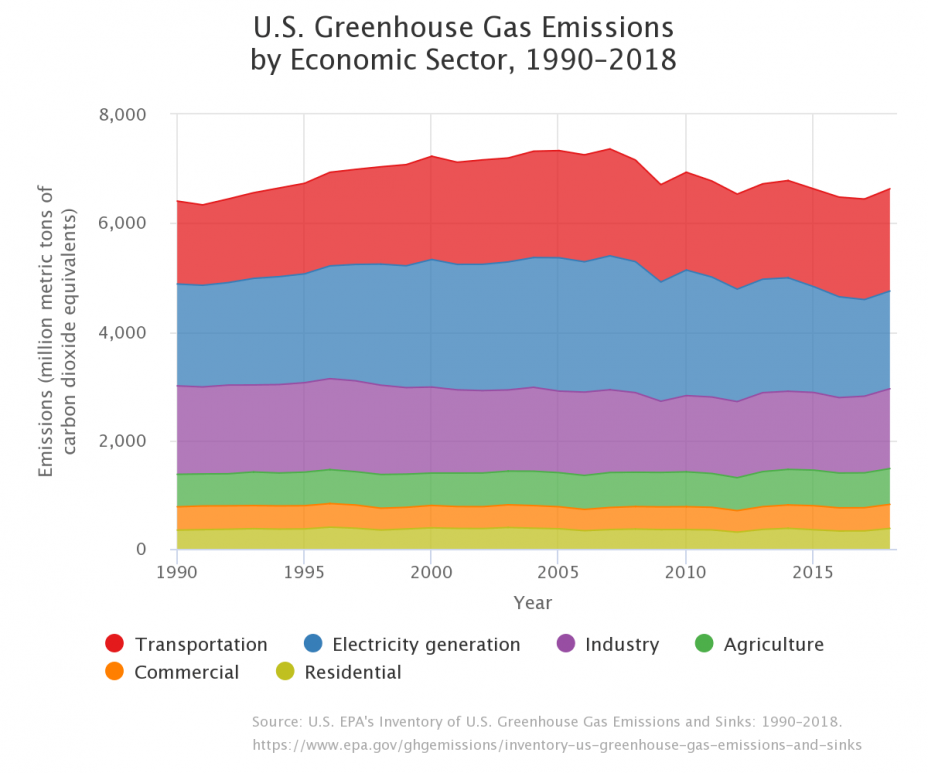 U.S. Greenhouse Gas Emissions
by Economic Sector, 1990–2018
8,000
6,000
4,000
2,000
0
Emissions (million metric tons of
carbon dioxide equivalents)
1990 1995 2000 2005 2010 2015
Year
Transportation Electricity generation Industry Agriculture
Commercial Residential
Source: U.S. EPA's Inventory of U.S. Greenhouse Gas Emissions and Sinks: 1990–2018.
https://www.epa.gov/ghgemissions/inventory-us-greenhouse-gas-emissions-and-sinks